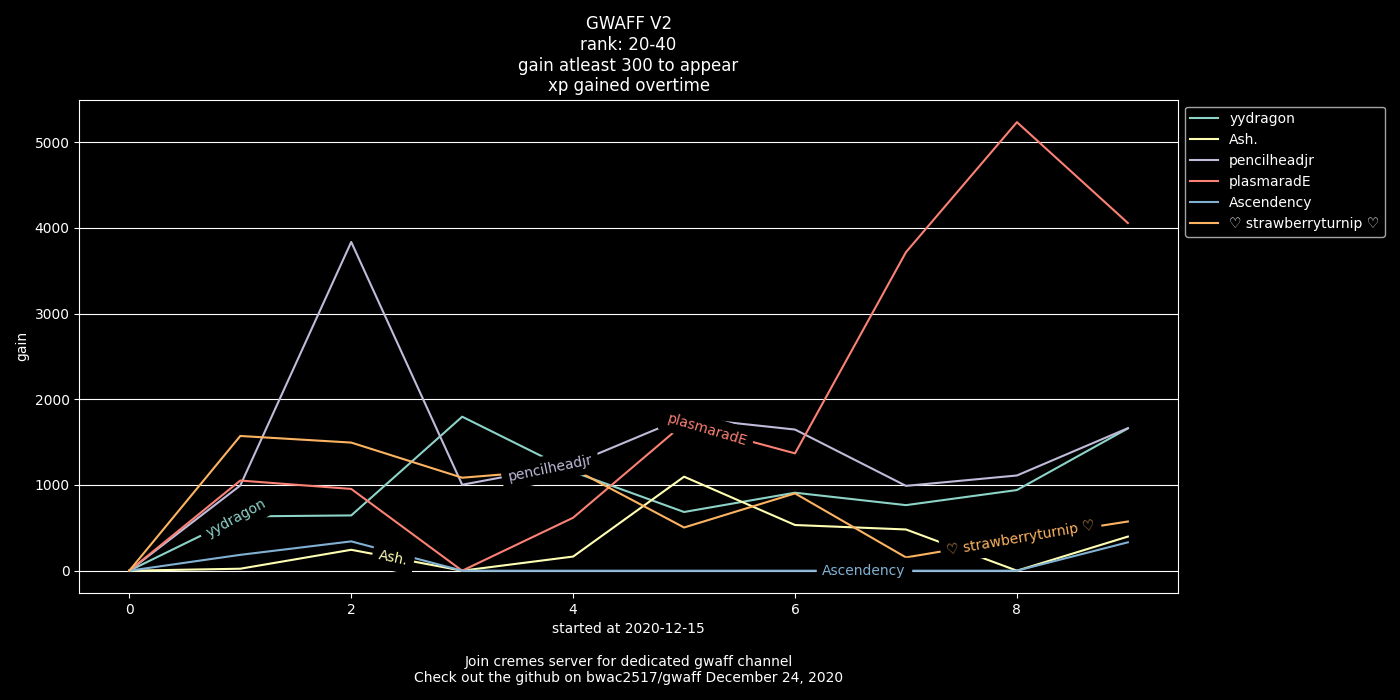 GWAFF V2
rank: 20-40
gain atleast 300 to appear
xp gained overtime
yydragon
Ash.
pencilheadjr
plasmaradE
Ascendency
♡ strawberryturnip ♡
5000
4000
3000
2000
1000
0
gain
yydragon
Ash.
pencilheadjr
plasmaradE
Ascendency
♡ strawberryturnip ♡
0 2 4 6 8
started at 2020-12-15
Join cremes server for dedicated gwaff channel
Check out the github on bwac2517/gwaff December 24, 2020